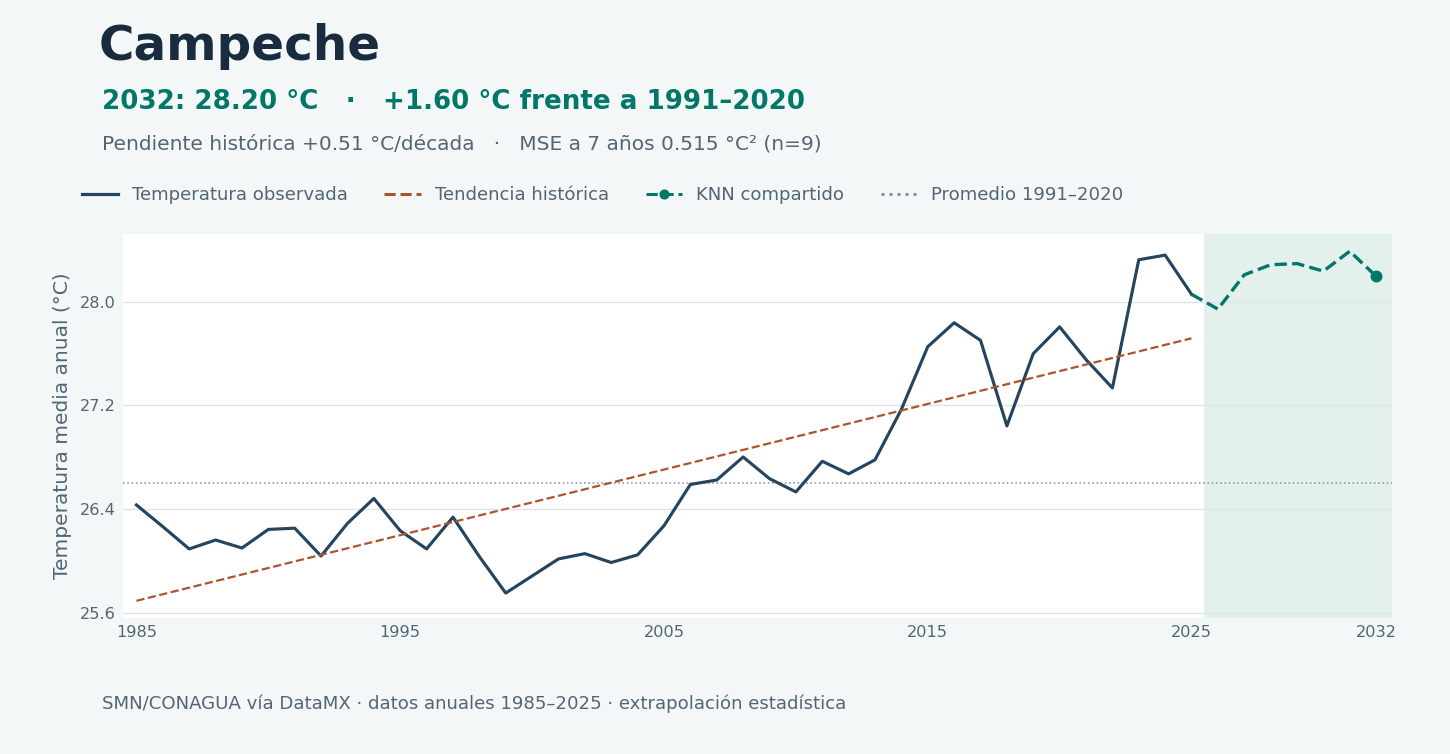 Campeche
2032: 28.20 °C · +1.60 °C frente a 1991–2020
Pendiente histórica +0.51 °C/década · MSE a 7 años 0.515 °C² (n=9)
Temperatura observada
Tendencia histórica
KNN compartido
Promedio 1991–2020
Temperatura media anual (°C)
28.0
27.2
26.4
25.6
1985
1995
2005
2015
2025
2032
SMN/CONAGUA vía DataMX · datos anuales 1985–2025 · extrapolación estadística